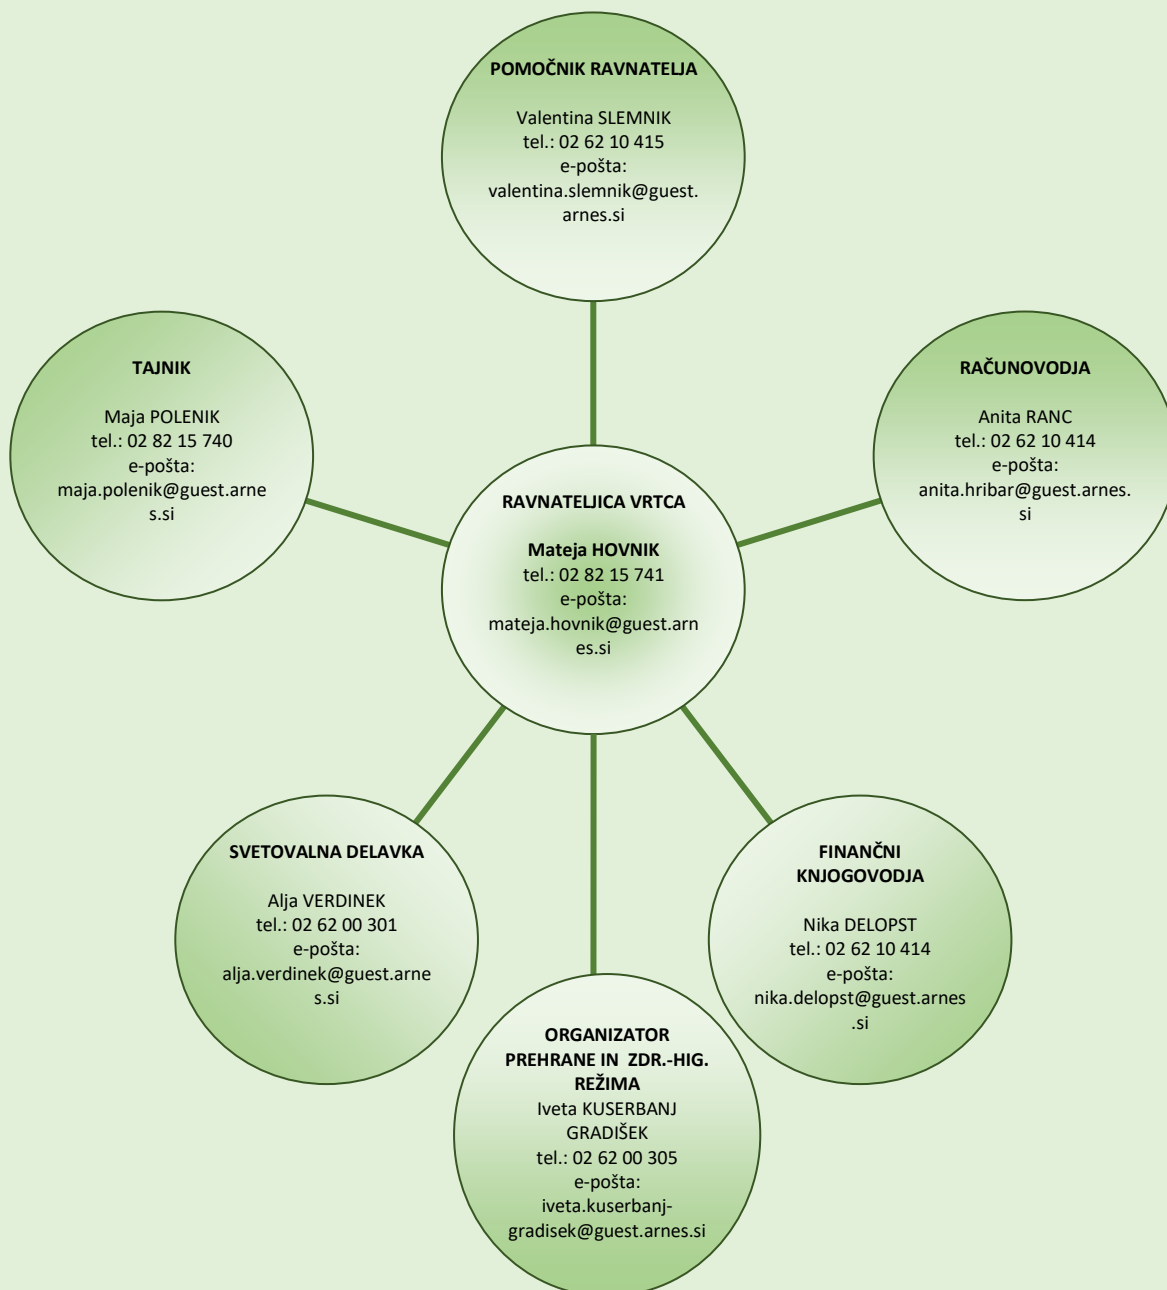 POMOČNIK RAVNATELJA
Valentina SLEMNIK
tel.: 02 62 10 415
e-pošta:
valentina.slemnik@guest.
arnes.si
TAJNIK
Maja POLENIK
tel.: 02 82 15 740
e-pošta:
maja.polenik@guest.arne
s.si
RAČUNOVODJA
Anita RANC
tel.: 02 62 10 414
e-pošta:
anita.hribar@guest.arnes.
si
RAVNATELJICA VRTCA
Mateja HOVNIK
tel.: 02 82 15 741
e-pošta:
mateja.hovnik@guest.arn
es.si
SVETOVALNA DELAVKA
Alja VERDINEK
tel.: 02 62 00 301
e-pošta:
alja.verdinek@guest.arne
s.si
FINANČNI
KNJOGOVODJA
Nika DELOPST
tel.: 02 62 10 414
e-pošta:
nika.delopst@guest.arnes
.si
ORGANIZATOR
PREHRANE IN ZDR.-HIG.
REŽIMA
Iveta KUSERBANJ
GRADIŠEK
tel.: 02 62 00 305
e-pošta:
iveta.kuserbanj-
gradisek@guest.arnes.si